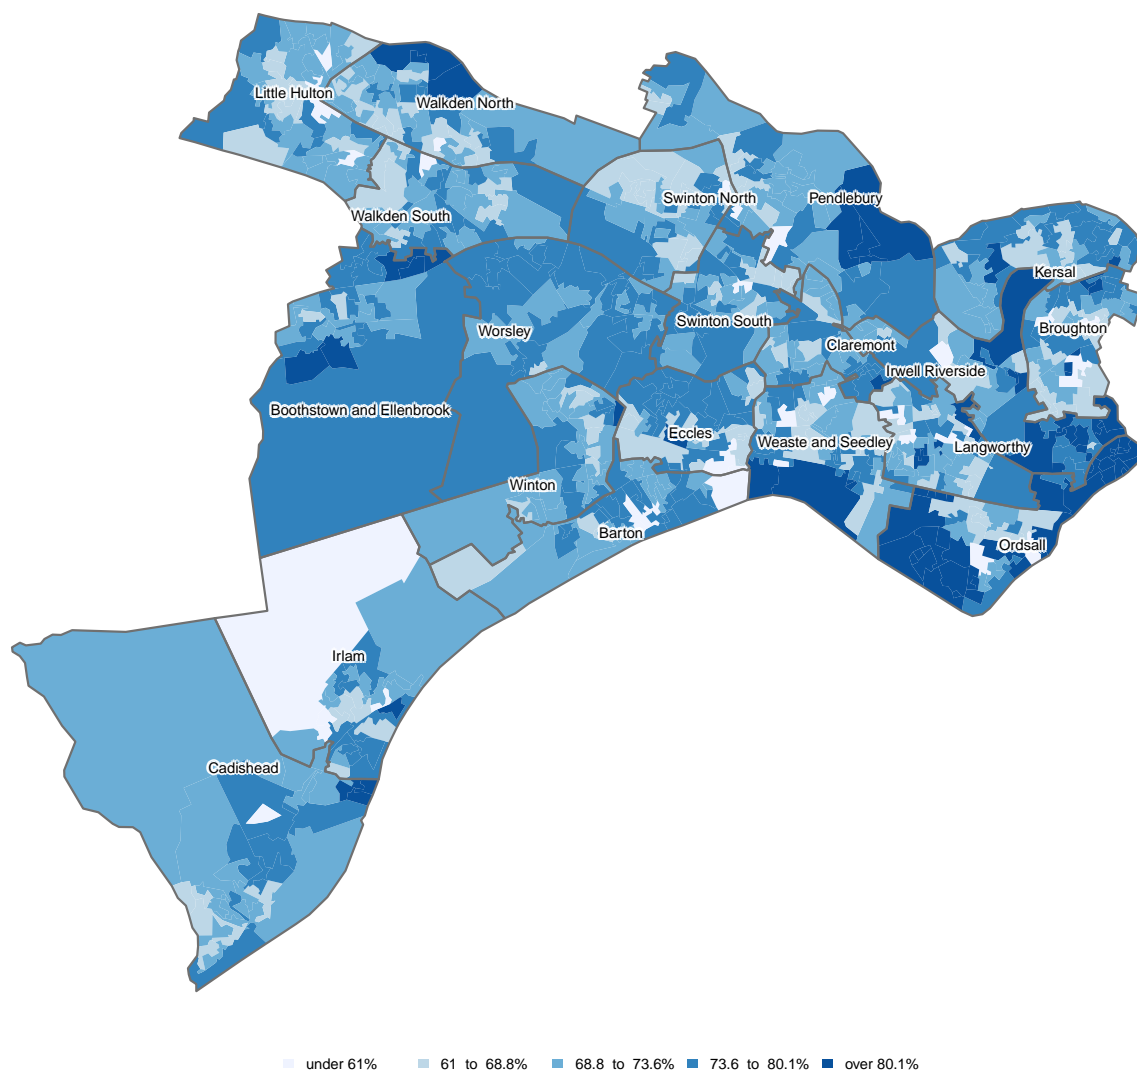 Little Hulton
Walkden North
Swinton North
Pendlebury
Walkden South
Kersal
Worsley
Swinton South
Broughton
Claremont
Irwell Riverside
Boothstown and Ellenbrook
Eccles
Weaste and Seedley
Langworthy
Winton
Barton
Ordsall
Irlam
Cadishead
under 61% 61 to 68.8% 68.8 to 73.6% 73.6 to 80.1% over 80.1%